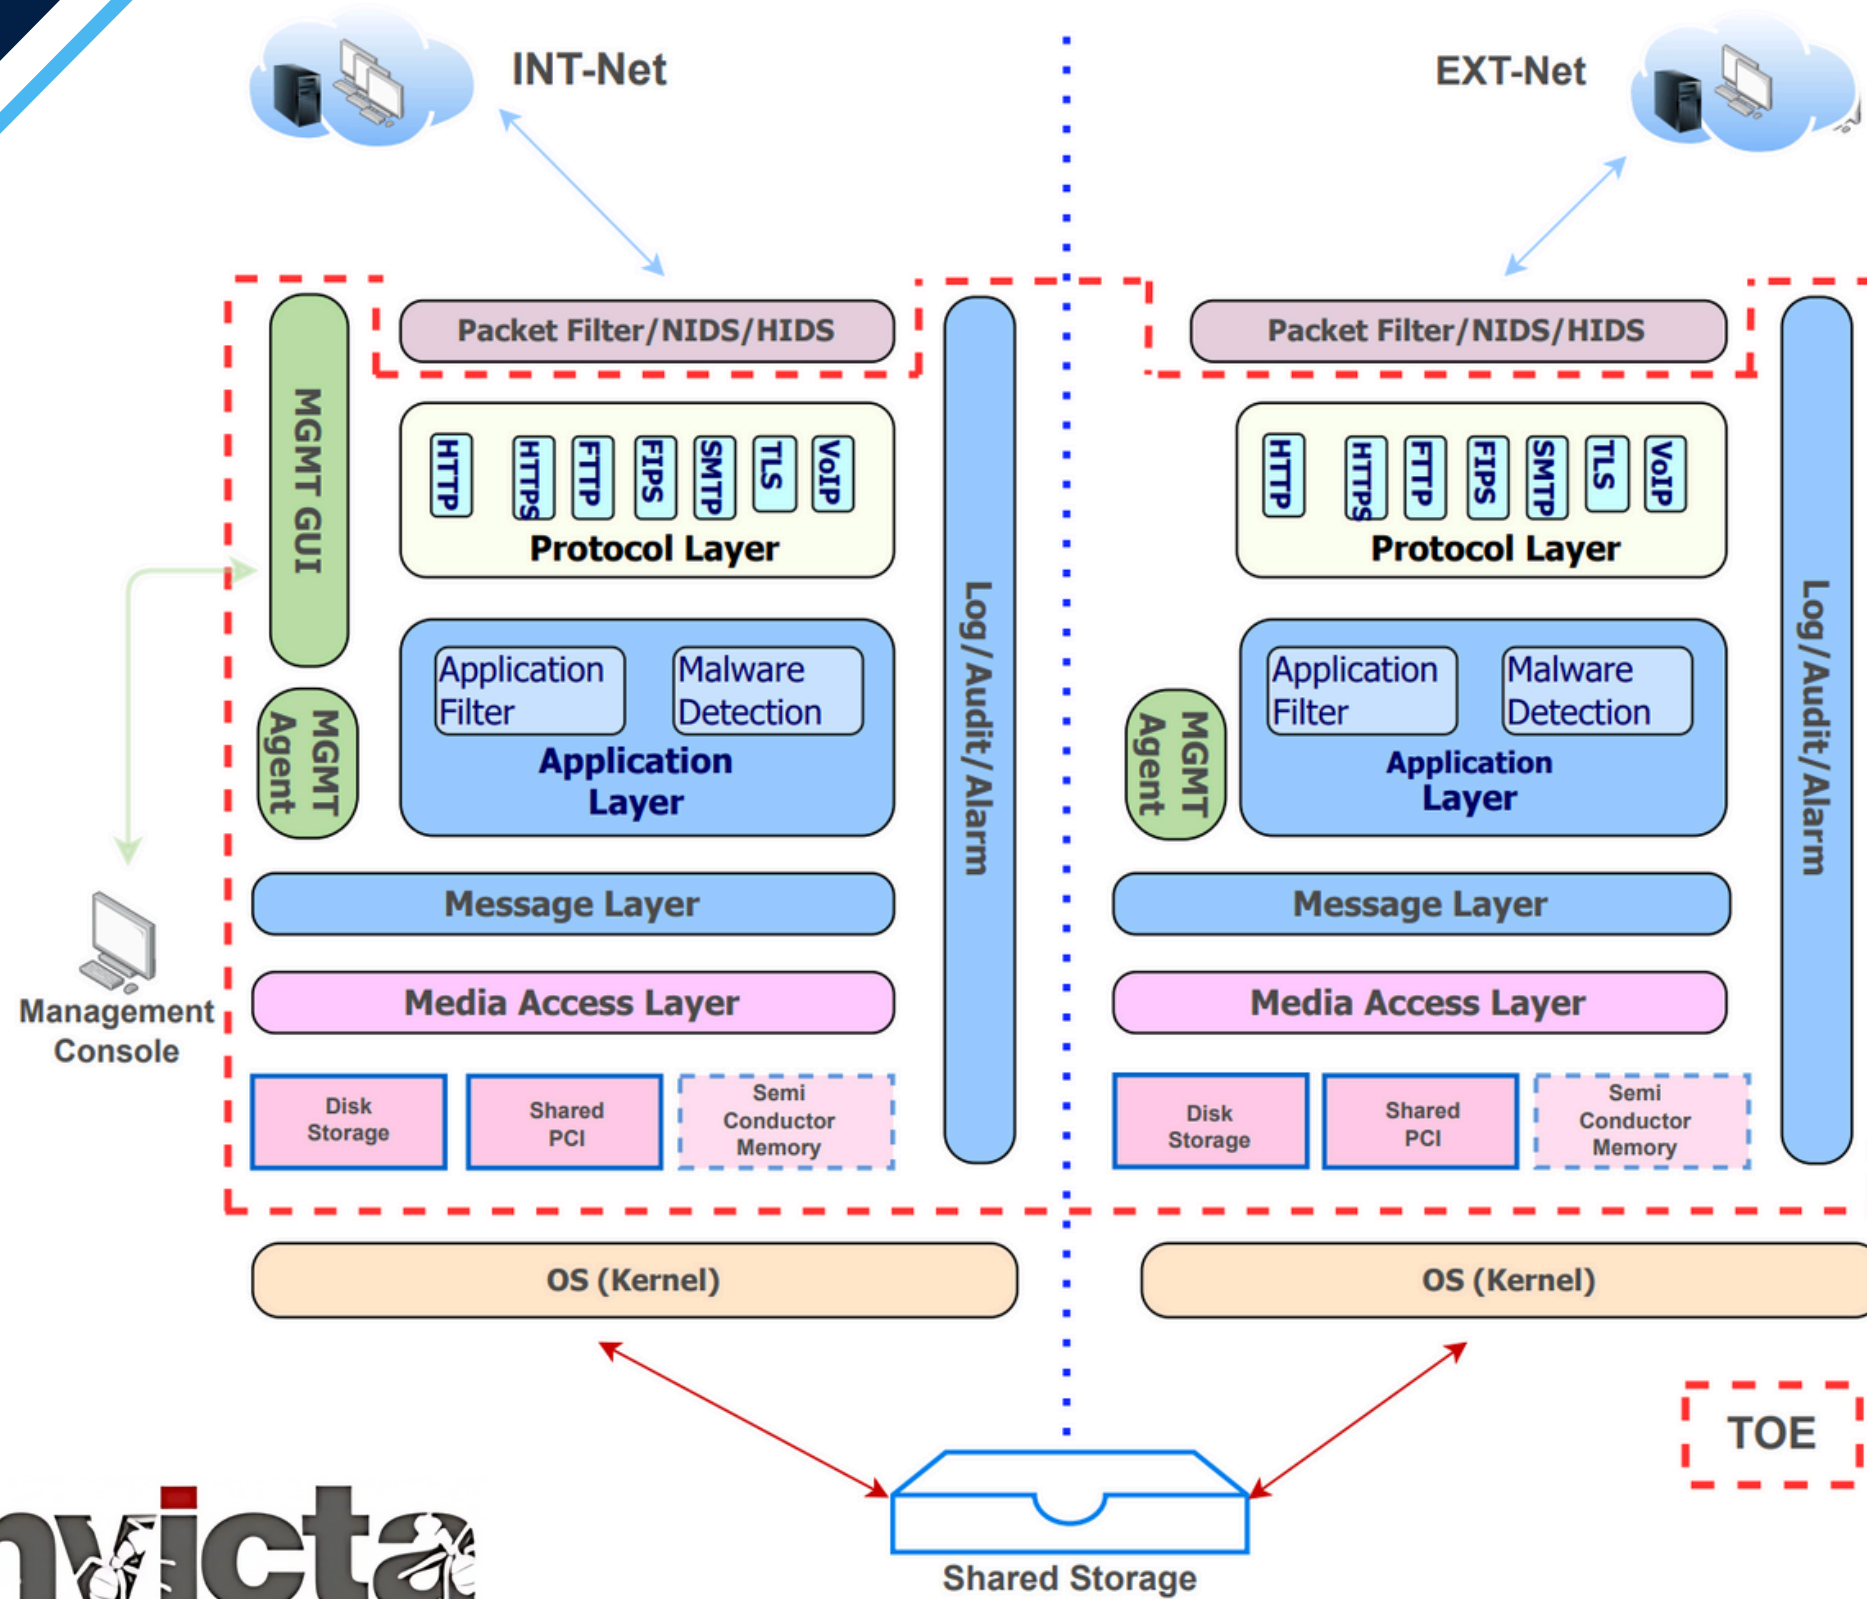 INT-Net
EXT-Net
Packet Filter/NIDS/HIDS
Packet Filter/NIDS/HIDS
MGMT GUI
HTTP
HTTPS
FTTP
FIPS
SMTP
TLS
VoIP
Protocol Layer
HTTP
HTTPS
FTTP
FIPS
SMTP
TLS
VoIP
Protocol Layer
Log/Audit/Alarm
Log/Audit/Alarm
MGMT
Agent
Application
Filter
Malware
Detection
Application
Layer
MGMT
Agent
Application
Filter
Malware
Detection
Application
Layer
Message Layer
Message Layer
Management
Console
Media Access Layer
Media Access Layer
Disk
Storage
Shared
PCI
Semi
Conductor
Memory
Disk
Storage
Shared
PCI
Semi
Conductor
Memory
OS (Kernel)
OS (Kernel)
TOE
nvicta
Shared Storage